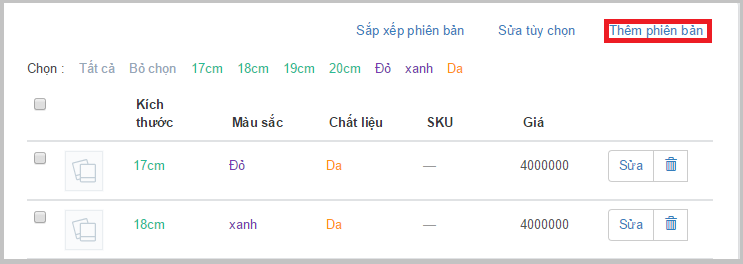 Sắp xếp phiên bản Sửa tùy chọn Thêm phiên bản
Chọn : Tất cả Bỏ chọn 17cm 18cm 19cm 20cm Đỏ xanh Da
Kích thước Màu sắc Chất liệu SKU Giá
17cm Đỏ Da — 4000000 Sửa
18cm xanh Da — 4000000 Sửa